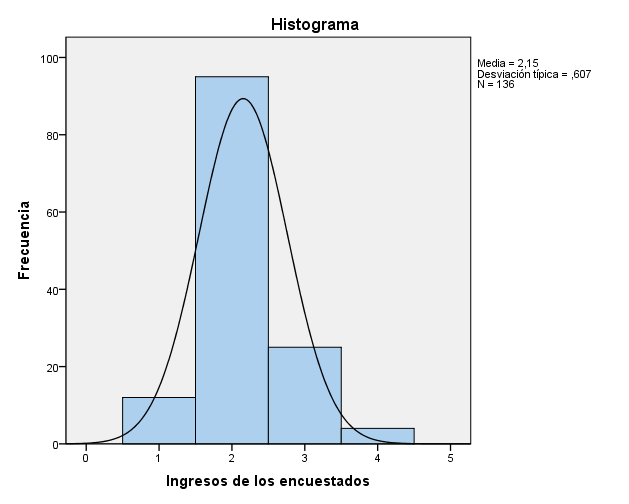 Histograma
Media = 2,15
Desviación típica = ,607
N = 136
Frecuencia
100
80
60
40
20
0
0 1 2 3 4 5
Ingresos de los encuestados